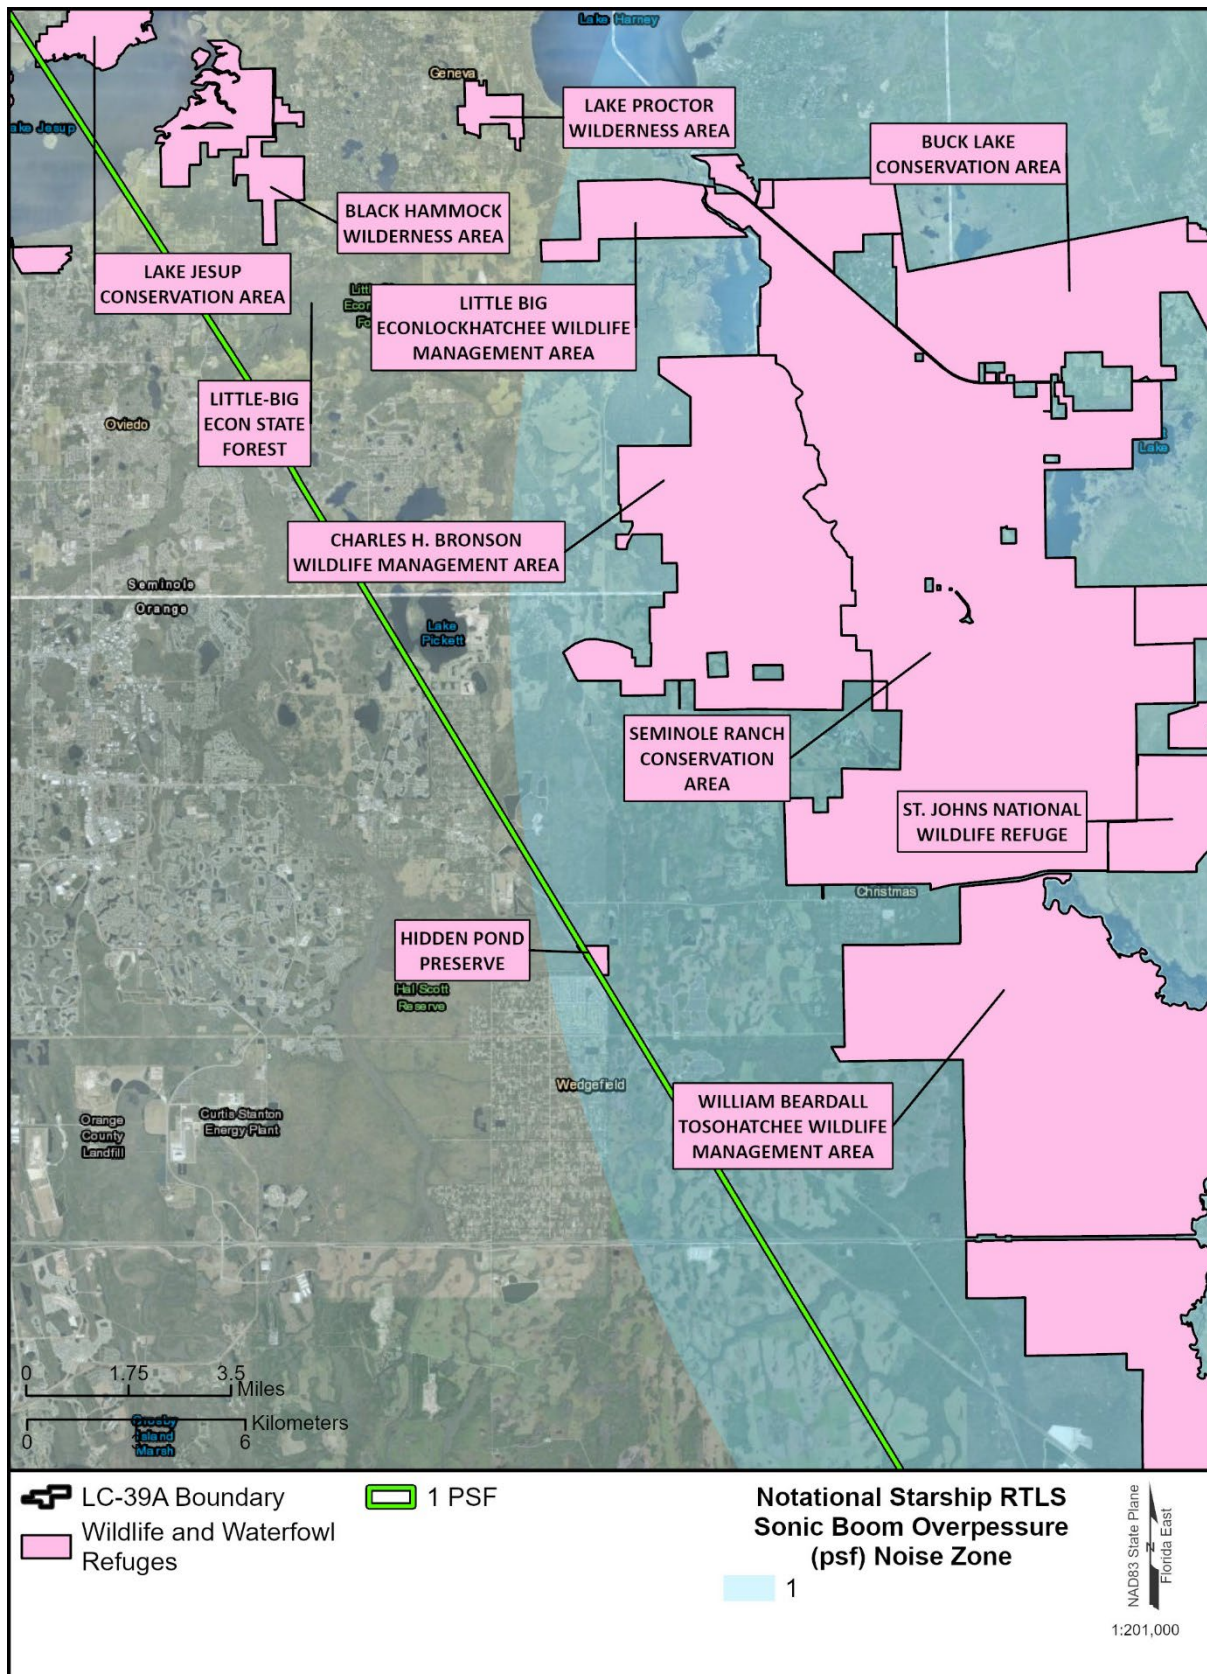 Lake Harney
Geneva
LAKE PROCTOR
WILDERNESS AREA
BUCK LAKE
CONSERVATION AREA
ake Jesup
BLACK HAMMOCK
WILDERNESS AREA
LAKE JESUP
CONSERVATION AREA
LITTLE BIG
ECONLOCKHATCHEE WILDLIFE
MANAGEMENT AREA
LITTLE-BIG
ECON STATE
FOREST
Oviedo
Lake
CHARLES H. BRONSON
WILDLIFE MANAGEMENT AREA
Seminole
Orange
Lake
Pickett
SEMINOLE RANCH
CONSERVATION
AREA
ST. JOHNS NATIONAL
WILDLIFE REFUGE
Christmas
HIDDEN POND
PRESERVE
Hal Scott
Reserve
Wedgefield
WILLIAM BEARDALL
TOSOHATCHEE WILDLIFE
MANAGEMENT AREA
Orange
County
Landfill
Curtis Stanton
Energy Plant
0 1.75 3.5
Miles
Kilometers
0 6
Crosby
Island
Marsh
LC-39A Boundary
1 PSF
Wildlife and Waterfowl
Refuges
Notational Starship RTLS
Sonic Boom Overpressure
(psf) Noise Zone
1
NAD83 State Plane
Florida East
N
1:201,000